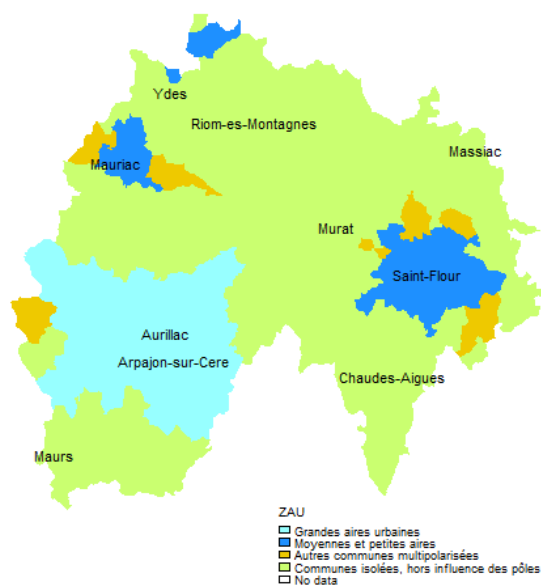 Ydes
Riom-es-Montagnes
Massiac
Mauriac
Murat
Saint-Flour
Aurillac
Arpajon-sur-Cere
Chaudes-Aigues
Maurs
ZAU
Grandes aires urbaines
Moyennes et petites aires
Autres communes multipolarisées
Communes isolées, hors influence des pôles
No data